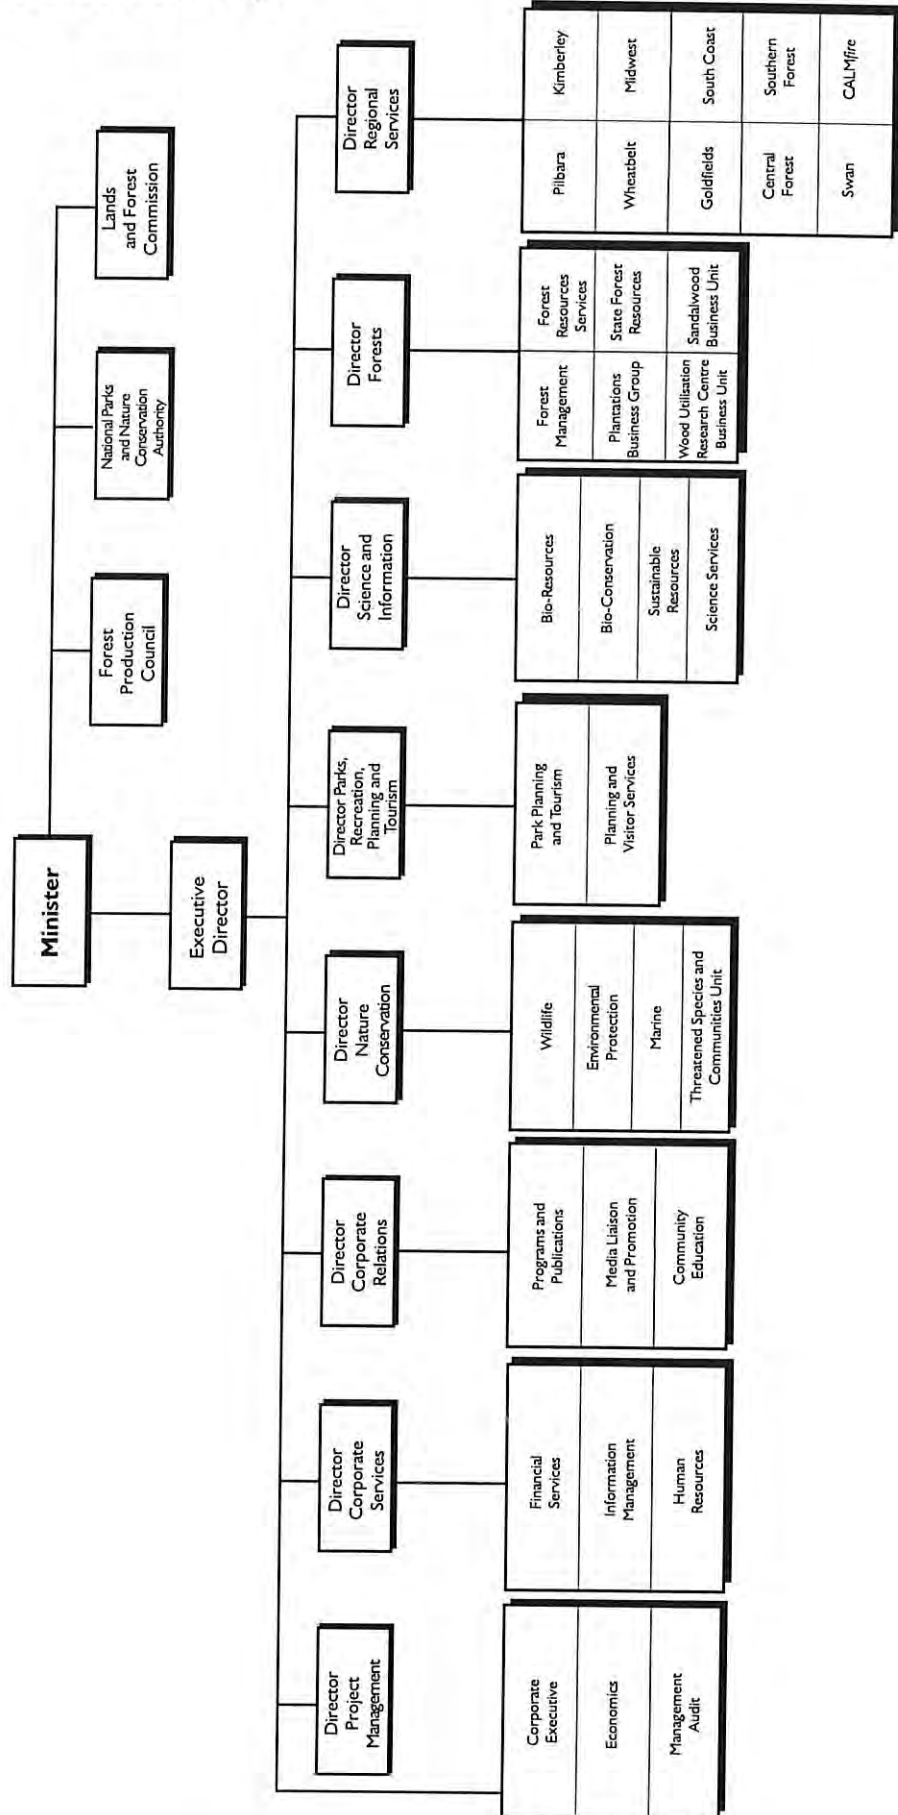 Minister
Forest
Production
Council
National Parks
and Nature
Conservation
Authority
Lands
and Forest
Commission
Executive
Director
Director
Project
Management
Director
Corporate
Services
Director
Corporate
Relations
Director
Nature
Conservation
Director Parks,
Recreation,
Planning and
Tourism
Director
Science and
Information
Director
Forests
Director
Regional
Services
Corporate
Executive
Economics
Management
Audit
Financial
Services
Information
Management
Human
Resources
Programs and
Publications
Media Liaison
and Promotion
Community
Education
Wildlife
Environmental
Protection
Marine
Threatened Species and
Communities Unit
Park Planning
and Tourism
Planning and
Visitor Services
Bio-Resources
Bio-Conservation
Sustainable
Resources
Science Services
Forest
Management
Forest
Resources
Services
Plantations
Business Group
State Forest
Resources
Wood Utilisation
Research Centre
Business Unit
Sandalwood
Business Unit
Pilbara
Kimberley
Wheatbelt
Midwest
Goldfields
South Coast
Central
Forest
Southern
Forest
Swan
CALMfire